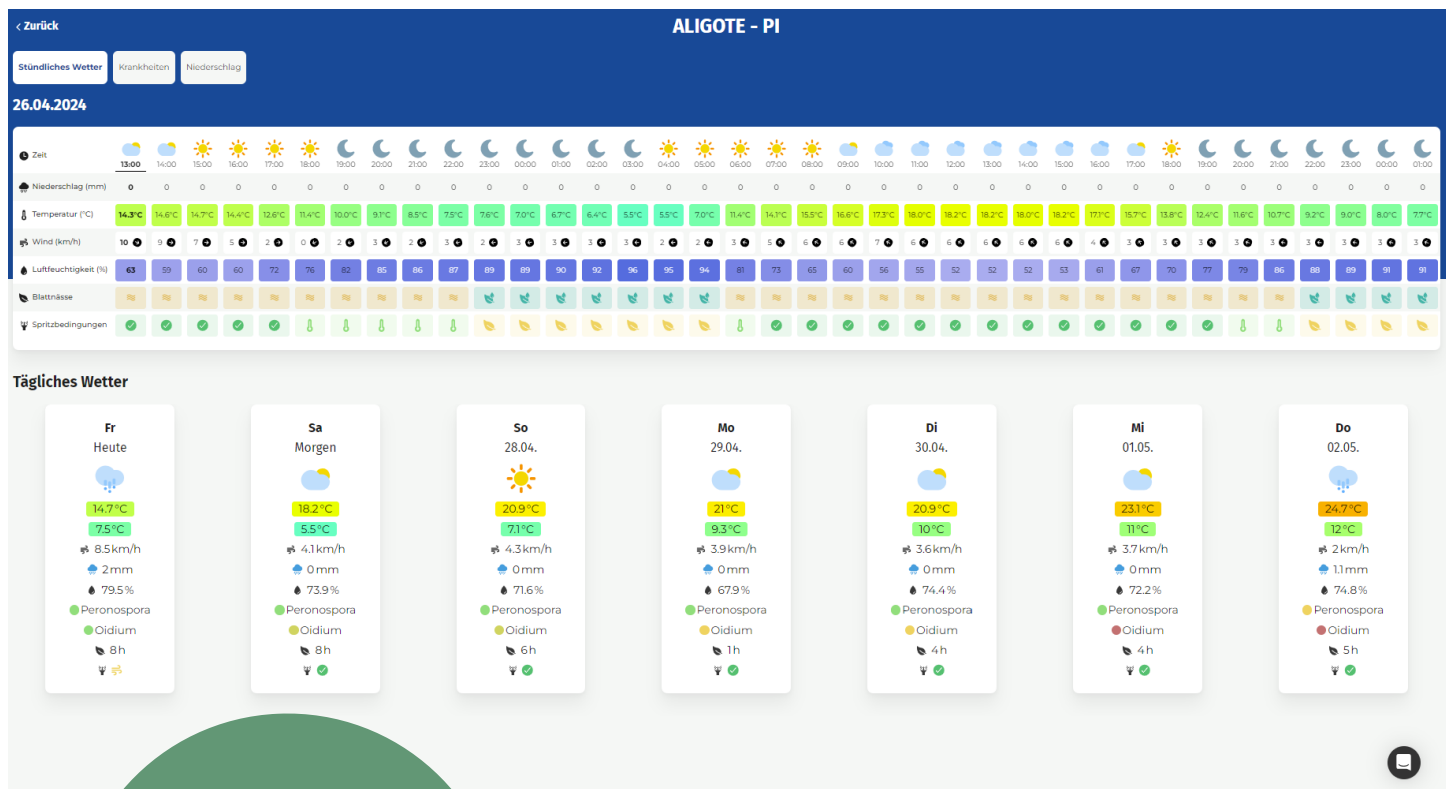 ‹ Zurück
ALIGOTE - PI
Stündliches Wetter Krankheiten Niederschlag
26.04.2024
Zeit 13:00 14:00 15:00 16:00 17:00 18:00 19:00 20:00 21:00 22:00 23:00 00:00 01:00 02:00 03:00 04:00 05:00 06:00 07:00 08:00 09:00 10:00 11:00 12:00 13:00 14:00 15:00 16:00 17:00 18:00 19:00 20:00 21:00 22:00 23:00 00:00 01:00
Niederschlag (mm) 0 0 0 0 0 0 0 0 0 0 0 0 0 0 0 0 0 0 0 0 0 0 0 0 0 0 0 0 0 0 0 0 0 0 0 0 0
Temperatur (°C) 14.3°C 14.6°C 14.7°C 14.4°C 12.6°C 11.4°C 10.0°C 9.1°C 8.5°C 7.5°C 7.6°C 7.0°C 6.7°C 6.4°C 5.5°C 5.5°C 7.0°C 11.4°C 14.1°C 15.5°C 16.6°C 17.3°C 18.0°C 18.2°C 18.2°C 18.0°C 18.2°C 17.1°C 15.7°C 13.8°C 12.4°C 11.6°C 10.7°C 9.2°C 9.0°C 8.0°C 7.7°C
Wind (km/h) 10 9 7 5 2 0 2 3 2 3 2 3 3 3 3 2 2 3 5 6 6 7 6 6 6 6 6 4 3 3 3 3 3 3 3 3 3
Luftfeuchtigkeit (%) 63 59 60 60 72 76 82 85 86 87 89 89 90 92 96 95 94 81 73 65 60 56 55 52 52 52 53 61 67 70 77 79 86 88 89 91 91
Blattnässe
Spritzbedingungen
Tägliches Wetter
Fr
Heute
14.7°C
7.5°C
8.5km/h
2mm
79.5%
Peronospora
Oidium
8h
Sa
Morgen
18.2°C
5.5°C
4.1km/h
0mm
73.9%
Peronospora
Oidium
8h
So
28.04.
20.9°C
7.1°C
4.3km/h
0mm
71.6%
Peronospora
Oidium
6h
Mo
29.04.
21°C
9.3°C
3.9km/h
0mm
67.9%
Peronospora
Oidium
1h
Di
30.04.
20.9°C
10°C
3.6km/h
0mm
74.4%
Peronospora
Oidium
4h
Mi
01.05.
23.1°C
11°C
3.7km/h
0mm
72.2%
Peronospora
Oidium
4h
Do
02.05.
24.7°C
12°C
2km/h
1.1mm
74.8%
Peronospora
Oidium
5h